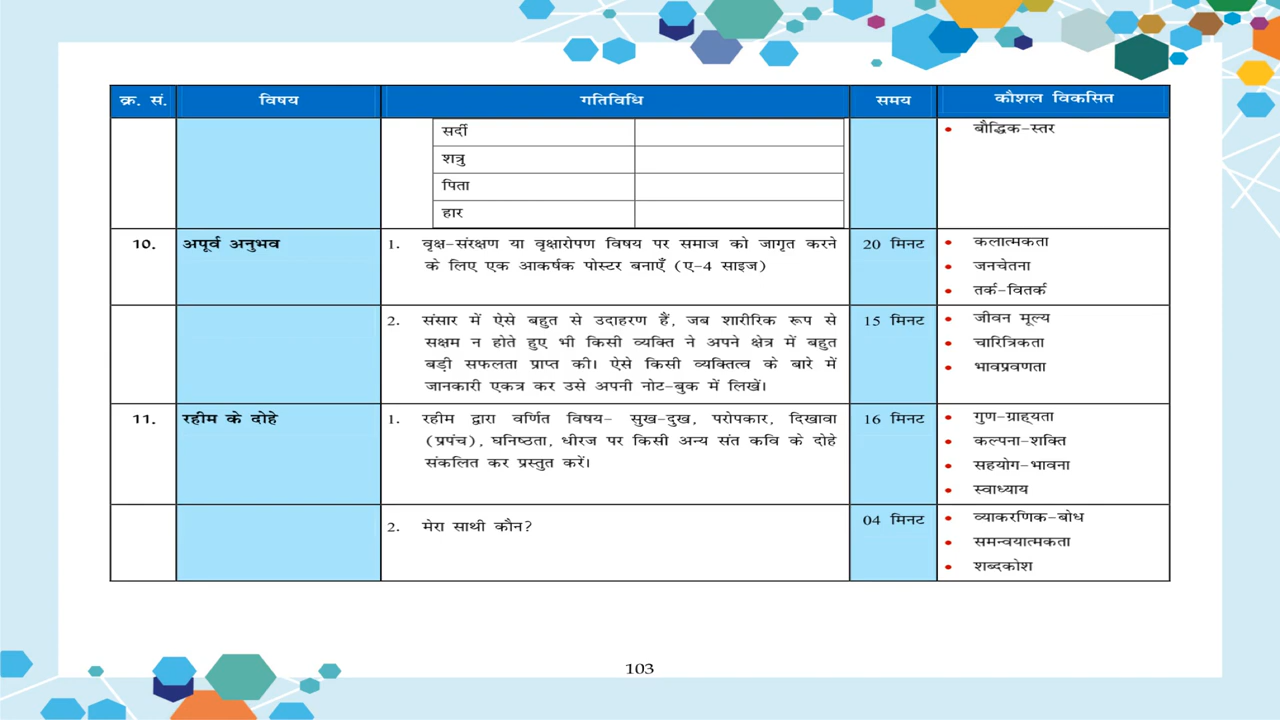 क्र. सं. विषय गतिविधि समय कौशल विकसित
सर्दी
शत्रु
पिता
हार
• बौद्धिक-स्तर
10. अपूर्व अनुभव
1. वृक्ष-संरक्षण या वृक्षारोपण विषय पर समाज को जागृत करने
के लिए एक आकर्षक पोस्टर बनाएँ (ए-4 साइज)
20 मिनट
• कलात्मकता
• जनचेतना
• तर्क-वितर्क
2. संसार में ऐसे बहुत से उदाहरण हैं, जब शारीरिक रूप से
सक्षम न होते हुए भी किसी व्यक्ति ने अपने क्षेत्र में बहुत
बड़ी सफलता प्राप्त की। ऐसे किसी व्यक्तित्व के बारे में
जानकारी एकत्र कर उसे अपनी नोट-बुक में लिखें।
15 मिनट
• जीवन मूल्य
• चारित्रिकता
• भावप्रवणता
11. रहीम के दोहे
1. रहीम द्वारा वर्णित विषय- सुख-दुख, परोपकार, दिखावा
(प्रपंच), घनिष्ठता, धीरज पर किसी अन्य संत कवि के दोहे
संकलित कर प्रस्तुत करें।
16 मिनट
• गुण-ग्राह्यता
• कल्पना-शक्ति
• सहयोग-भावना
• स्वाध्याय
2. मेरा साथी कौन?
04 मिनट
• व्याकरणिक-बोध
• समन्वयात्मकता
• शब्दकोश
103